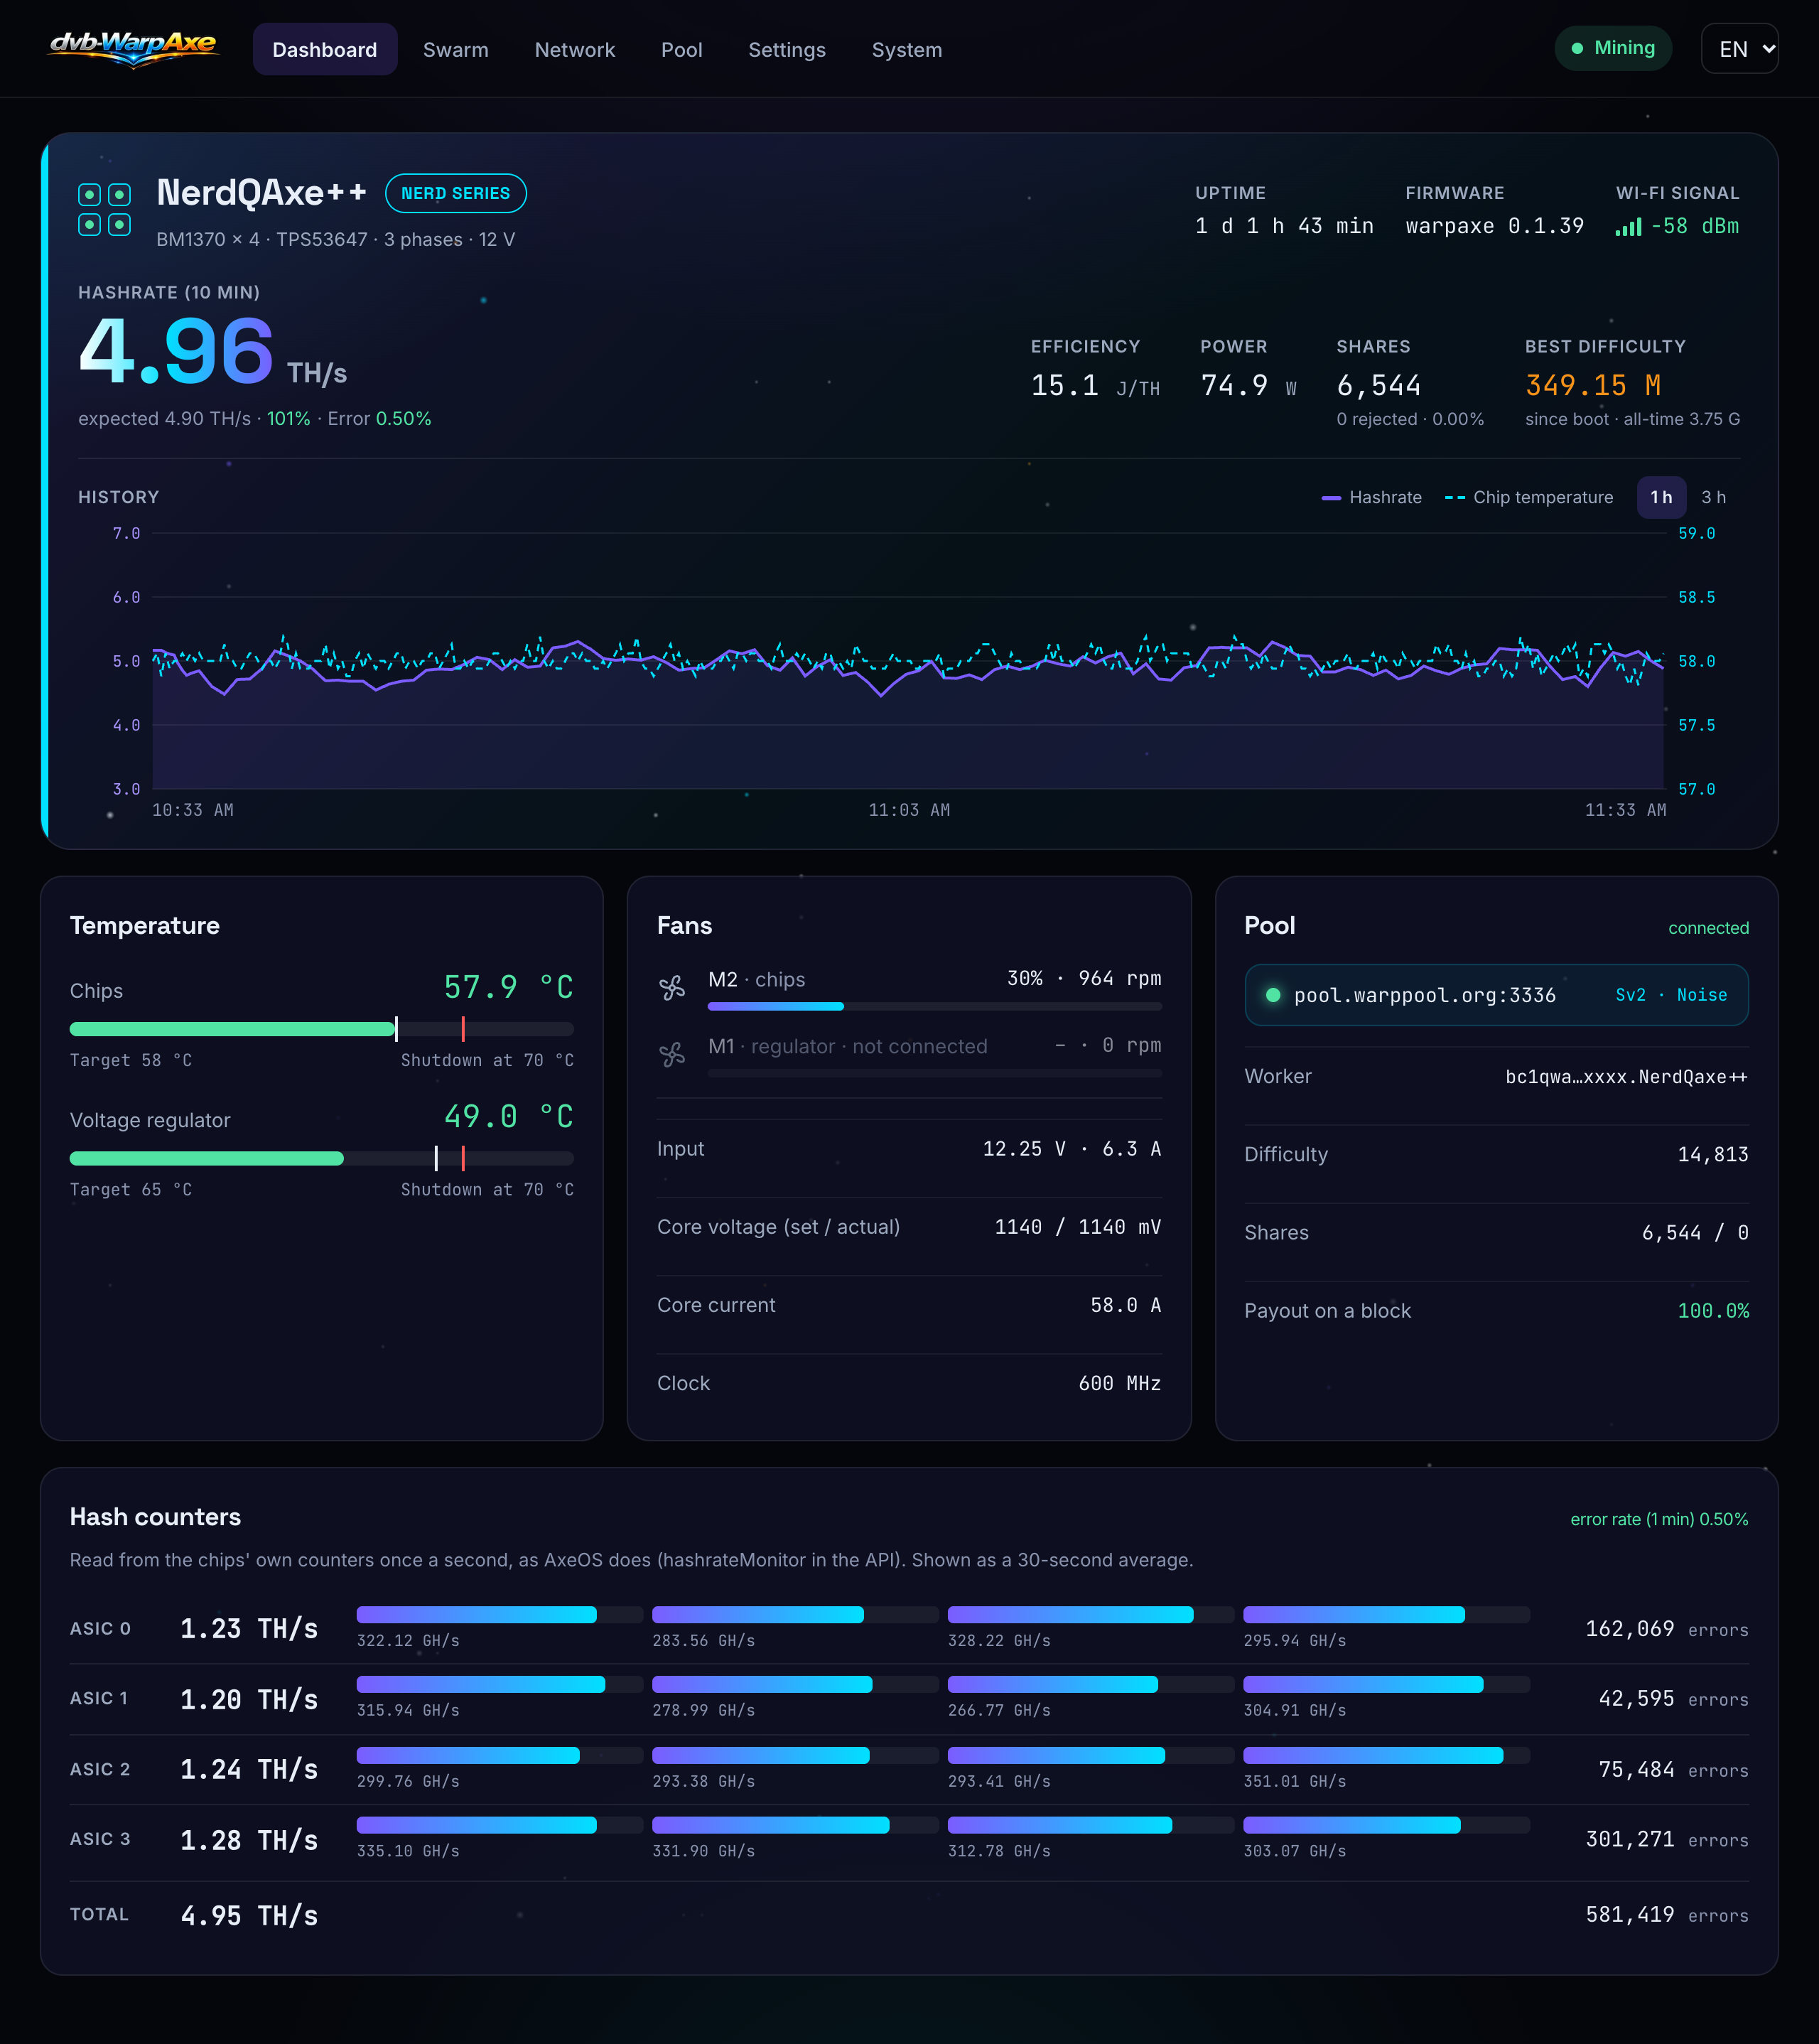 dvb-WarpAxe
Dashboard Swarm Network Pool Settings System
Mining
EN
NerdQAxe++ NERD SERIES
BM1370 × 4 · TPS53647 · 3 phases · 12 V
UPTIME FIRMWARE WI-FI SIGNAL
1 d 1 h 43 min warpaxe 0.1.39 -58 dBm
HASHRATE (10 MIN)
4.96 TH/s
expected 4.90 TH/s · 101% · Error 0.50%
EFFICIENCY POWER SHARES BEST DIFFICULTY
15.1 J/TH 74.9 W 6,544 349.15 M
0 rejected · 0.00% since boot · all-time 3.75 G
HISTORY
Hashrate Chip temperature 1 h 3 h
7.0 59.0
6.0 58.5
5.0 58.0
4.0 57.5
3.0 57.0
10:33 AM 11:03 AM 11:33 AM
Temperature
Chips 57.9 °C
Target 58 °C Shutdown at 70 °C
Voltage regulator 49.0 °C
Target 65 °C Shutdown at 70 °C
Fans
M2 · chips 30% · 964 rpm
M1 · regulator · not connected – · 0 rpm
Input 12.25 V · 6.3 A
Core voltage (set / actual) 1140 / 1140 mV
Core current 58.0 A
Clock 600 MHz
Pool connected
pool.warppool.org:3336 Sv2 · Noise
Worker bc1qwa…xxxx.NerdQaxe++
Difficulty 14,813
Shares 6,544 / 0
Payout on a block 100.0%
Hash counters error rate (1 min) 0.50%
Read from the chips' own counters once a second, as AxeOS does (hashrateMonitor in the API). Shown as a 30-second average.
ASIC 0 1.23 TH/s 322.12 GH/s 283.56 GH/s 328.22 GH/s 295.94 GH/s 162,069 errors
ASIC 1 1.20 TH/s 315.94 GH/s 278.99 GH/s 266.77 GH/s 304.91 GH/s 42,595 errors
ASIC 2 1.24 TH/s 299.76 GH/s 293.38 GH/s 293.41 GH/s 351.01 GH/s 75,484 errors
ASIC 3 1.28 TH/s 335.10 GH/s 331.90 GH/s 312.78 GH/s 303.07 GH/s 301,271 errors
TOTAL 4.95 TH/s 581,419 errors